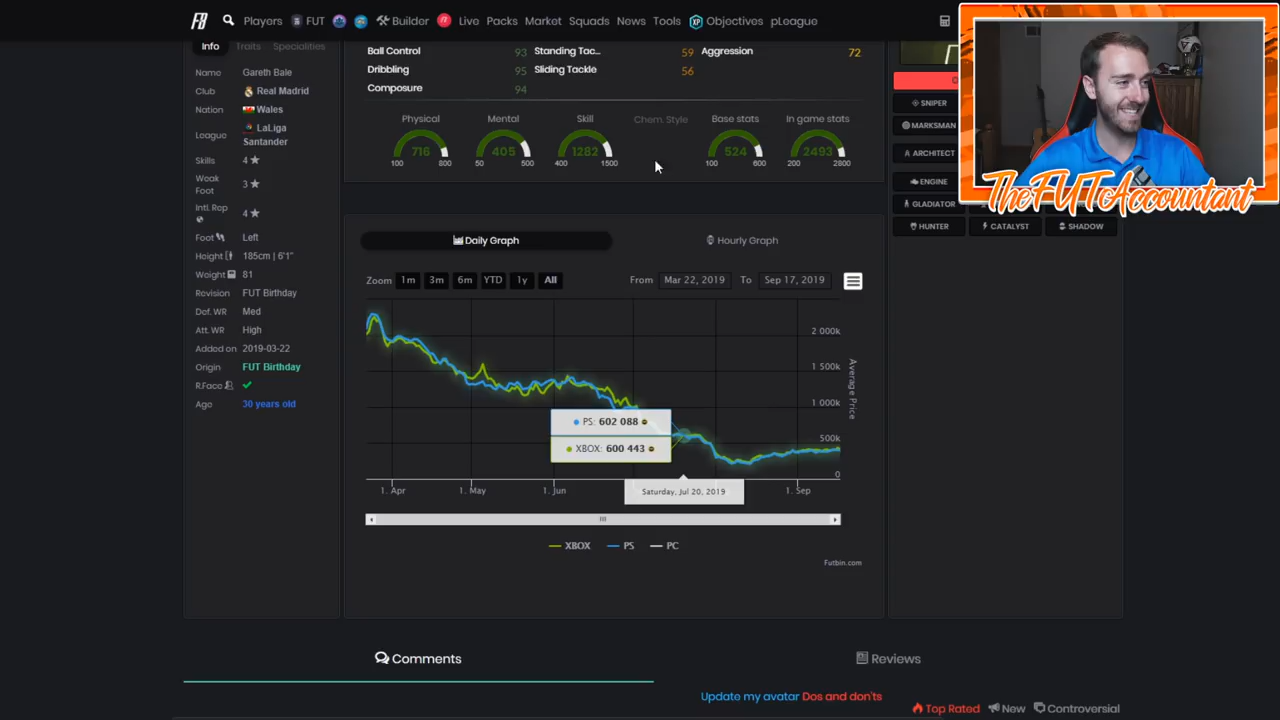 F8 Players FUT Builder Live Packs Market Squads News Tools XP Objectives pLeague
Info Traits Specialities
Name Gareth Bale
Club Real Madrid
Nation Wales
League LaLiga Santander
Skills 4★
Weak Foot 3★
Intl. Rep 4★
Foot Left
Height 185cm | 6'1"
Weight 81
Revision FUT Birthday
Def. WR Med
Att. WR High
Added on 2019-03-22
Origin FUT Birthday
R.Face
Age 30 years old
Ball Control 93 Standing Tac... 59 Aggression 72
Dribbling 95 Sliding Tackle 56
Composure 94
Physical Mental Skill Chem. Style Base stats In game stats
716 405 1282 524 2493
100 800 50 500 400 1500 100 600 200 2800
Daily Graph Hourly Graph
Zoom 1m 3m 6m YTD 1y All From Mar 22, 2019 To Sep 17, 2019
2 000k
1 500k
1 000k
500k
0
Average Price
PS: 602 088
XBOX: 600 443
Saturday, Jul 20, 2019
1. Apr 1. May 1. Jun 1. Sep
XBOX PS PC
Futbin.com
SNIPER
MARKSMAN
ARCHITECT
ENGINE
GLADIATOR
HUNTER CATALYST SHADOW
TheFUTAccountant
Comments Reviews
Update my avatar Dos and don'ts
Top Rated New Controversial